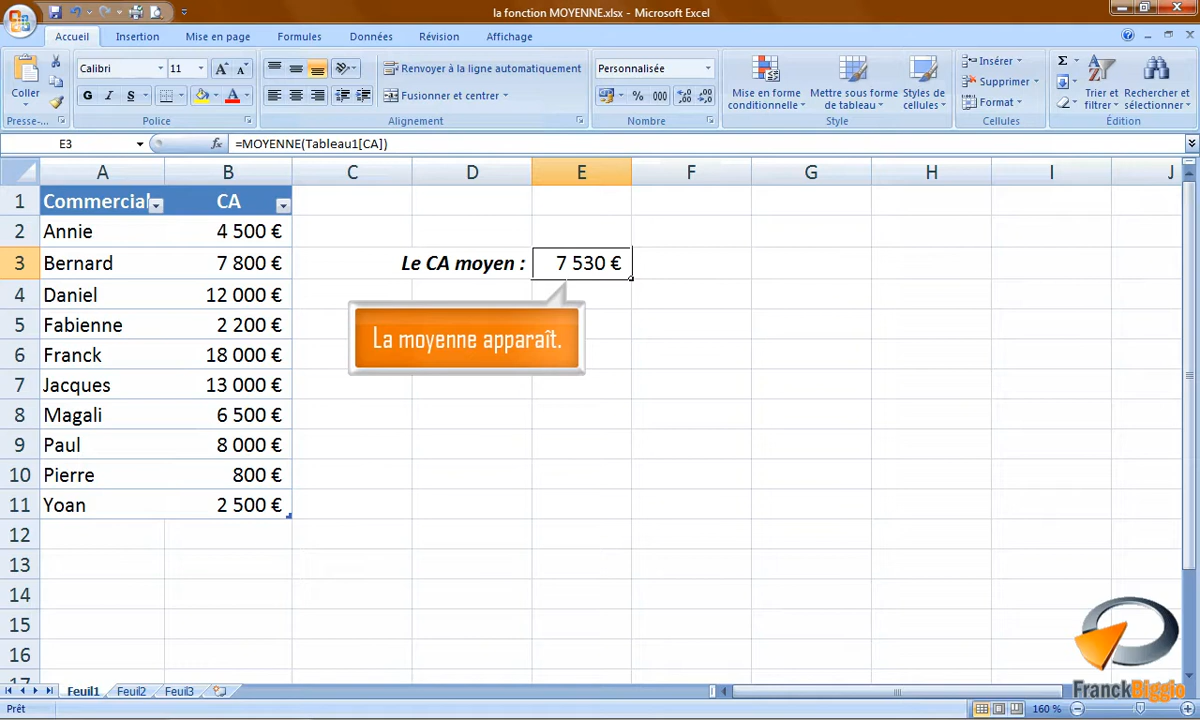 la fonction MOYENNE.xlsx - Microsoft Excel
Accueil Insertion Mise en page Formules Données Révision Affichage
Coller
Calibri 11
G I S
A A
Renvoyer à la ligne automatiquement
Fusionner et centrer
Personnalisée
% 000
Mise en forme conditionnelle
Mettre sous forme de tableau
Styles de cellules
Insérer
Supprimer
Format
Σ
Trier et filtrer
Rechercher et sélectionner
Presse-... Police Alignement Nombre Style Cellules Édition
E3 fx =MOYENNE(Tableau1[CA])
A B C D E F G H I J
1 Commercial CA
2 Annie 4 500 €
3 Bernard 7 800 € Le CA moyen : 7 530 €
4 Daniel 12 000 €
La moyenne apparaît.
5 Fabienne 2 200 €
6 Franck 18 000 €
7 Jacques 13 000 €
8 Magali 6 500 €
9 Paul 8 000 €
10 Pierre 800 €
11 Yoan 2 500 €
12
13
14
15
16
17
FranckBiggio
Feuil1 Feuil2 Feuil3
Prêt 160 %